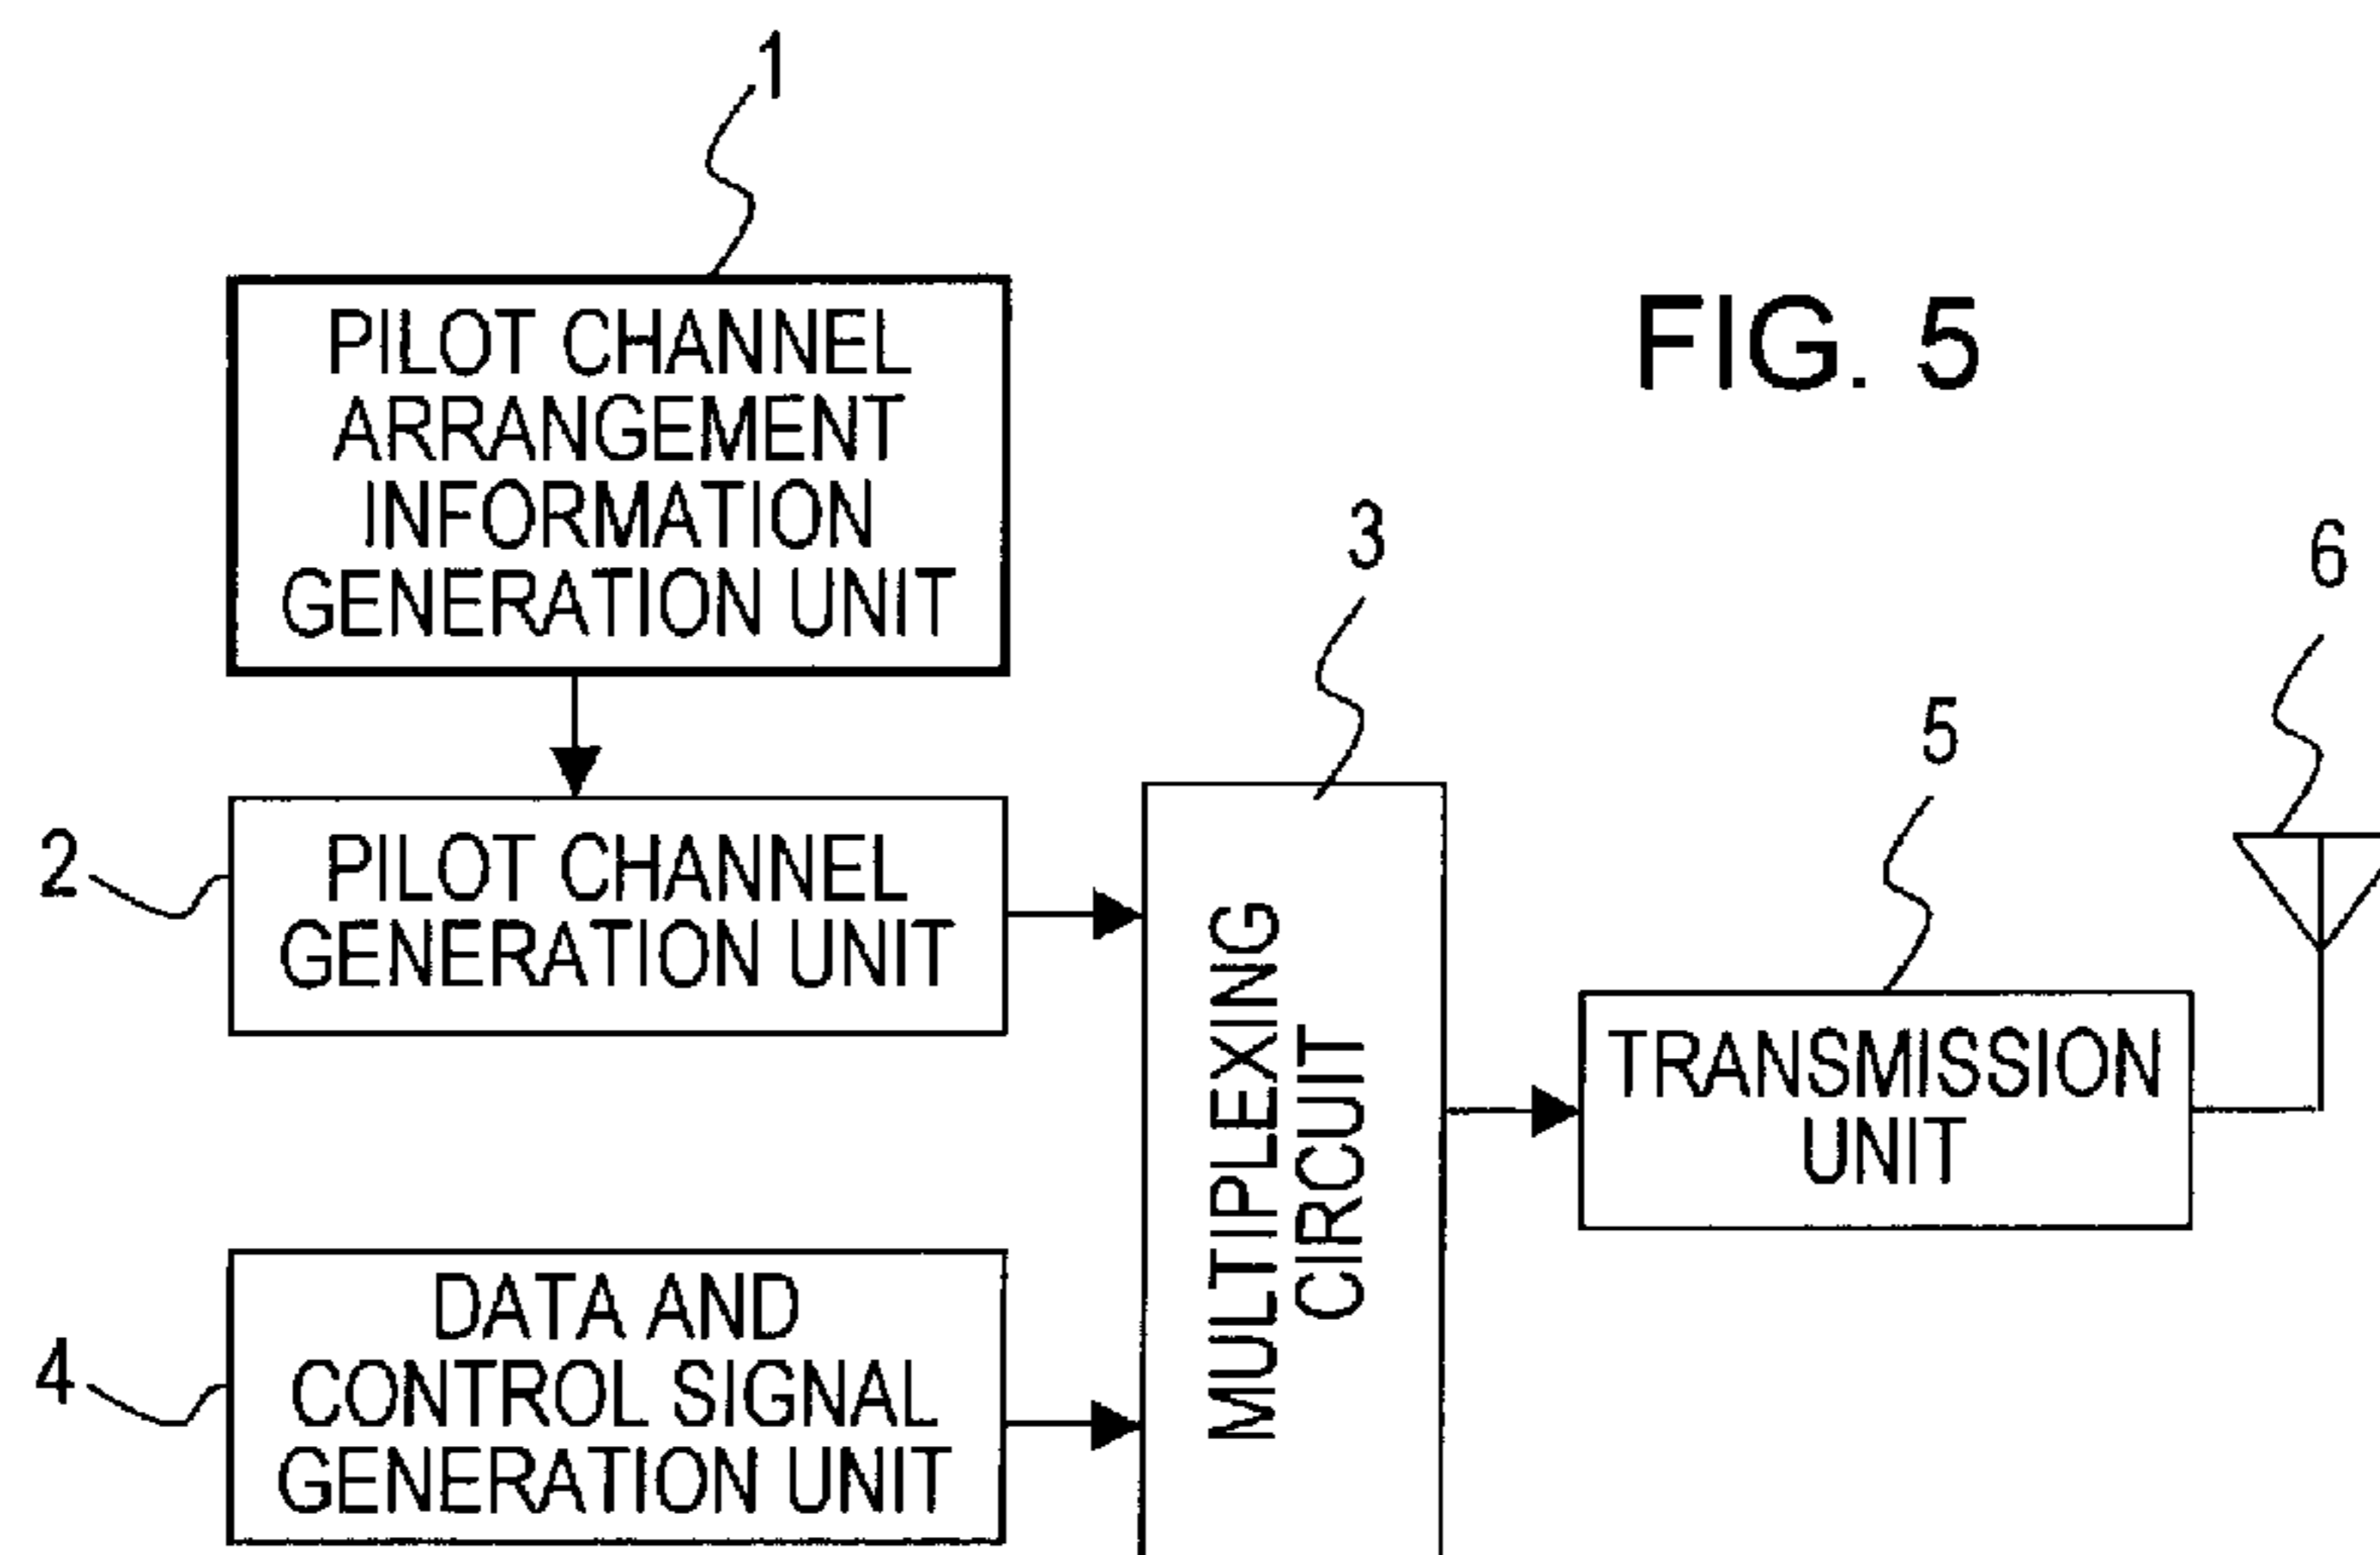 1
PILOT CHANNEL
ARRANGEMENT
INFORMATION
GENERATION UNIT
FIG. 5
3
6
5
2
PILOT CHANNEL
GENERATION UNIT
MULTIPLEXING
CIRCUIT
TRANSMISSION
UNIT
4
DATA AND
CONTROL SIGNAL
GENERATION UNIT